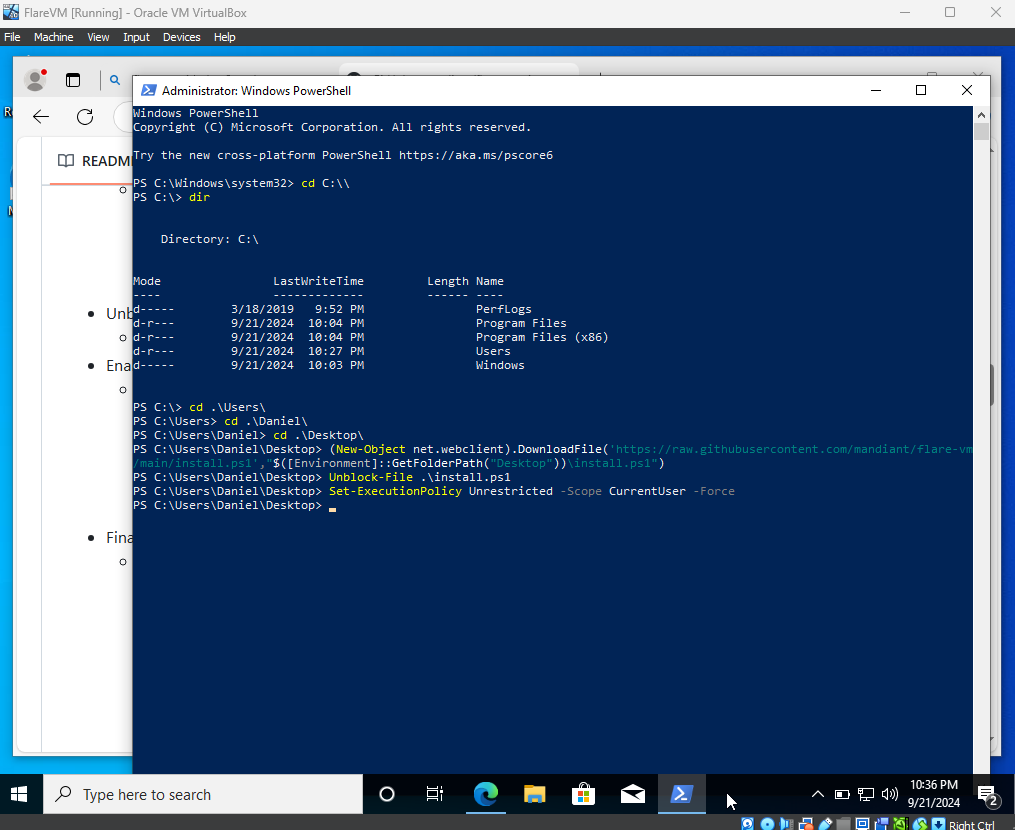 FlareVM [Running] - Oracle VM VirtualBox
File Machine View Input Devices Help
Administrator: Windows PowerShell
README
Unb
Ena
Fina
Windows PowerShell
Copyright (C) Microsoft Corporation. All rights reserved.
Try the new cross-platform PowerShell https://aka.ms/pscore6
PS C:\Windows\system32> cd C:\\
PS C:\> dir
Directory: C:\
Mode LastWriteTime Length Name
---- ------------- ------ ----
d----- 3/18/2019 9:52 PM PerfLogs
d-r--- 9/21/2024 10:04 PM Program Files
d-r--- 9/21/2024 10:04 PM Program Files (x86)
d-r--- 9/21/2024 10:27 PM Users
d----- 9/21/2024 10:03 PM Windows
PS C:\> cd .\Users\
PS C:\Users> cd .\Daniel\
PS C:\Users\Daniel> cd .\Desktop\
PS C:\Users\Daniel\Desktop> (New-Object net.webclient).DownloadFile('https://raw.githubusercontent.com/mandiant/flare-vm
/main/install.ps1',"$([Environment]::GetFolderPath("Desktop"))\install.ps1")
PS C:\Users\Daniel\Desktop> Unblock-File .\install.ps1
PS C:\Users\Daniel\Desktop> Set-ExecutionPolicy Unrestricted -Scope CurrentUser -Force
PS C:\Users\Daniel\Desktop>
Type here to search
10:36 PM
9/21/2024
2
Right Ctrl